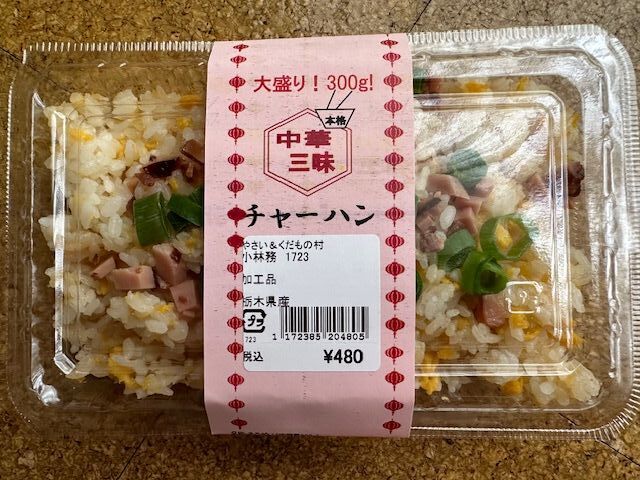 大盛り！300g!
本格
中華
三昧
チャーハン
やさい＆くだもの村
小林務 1723
加工品
栃木県産
プラ
723
1 172385 204805
税込 ¥480